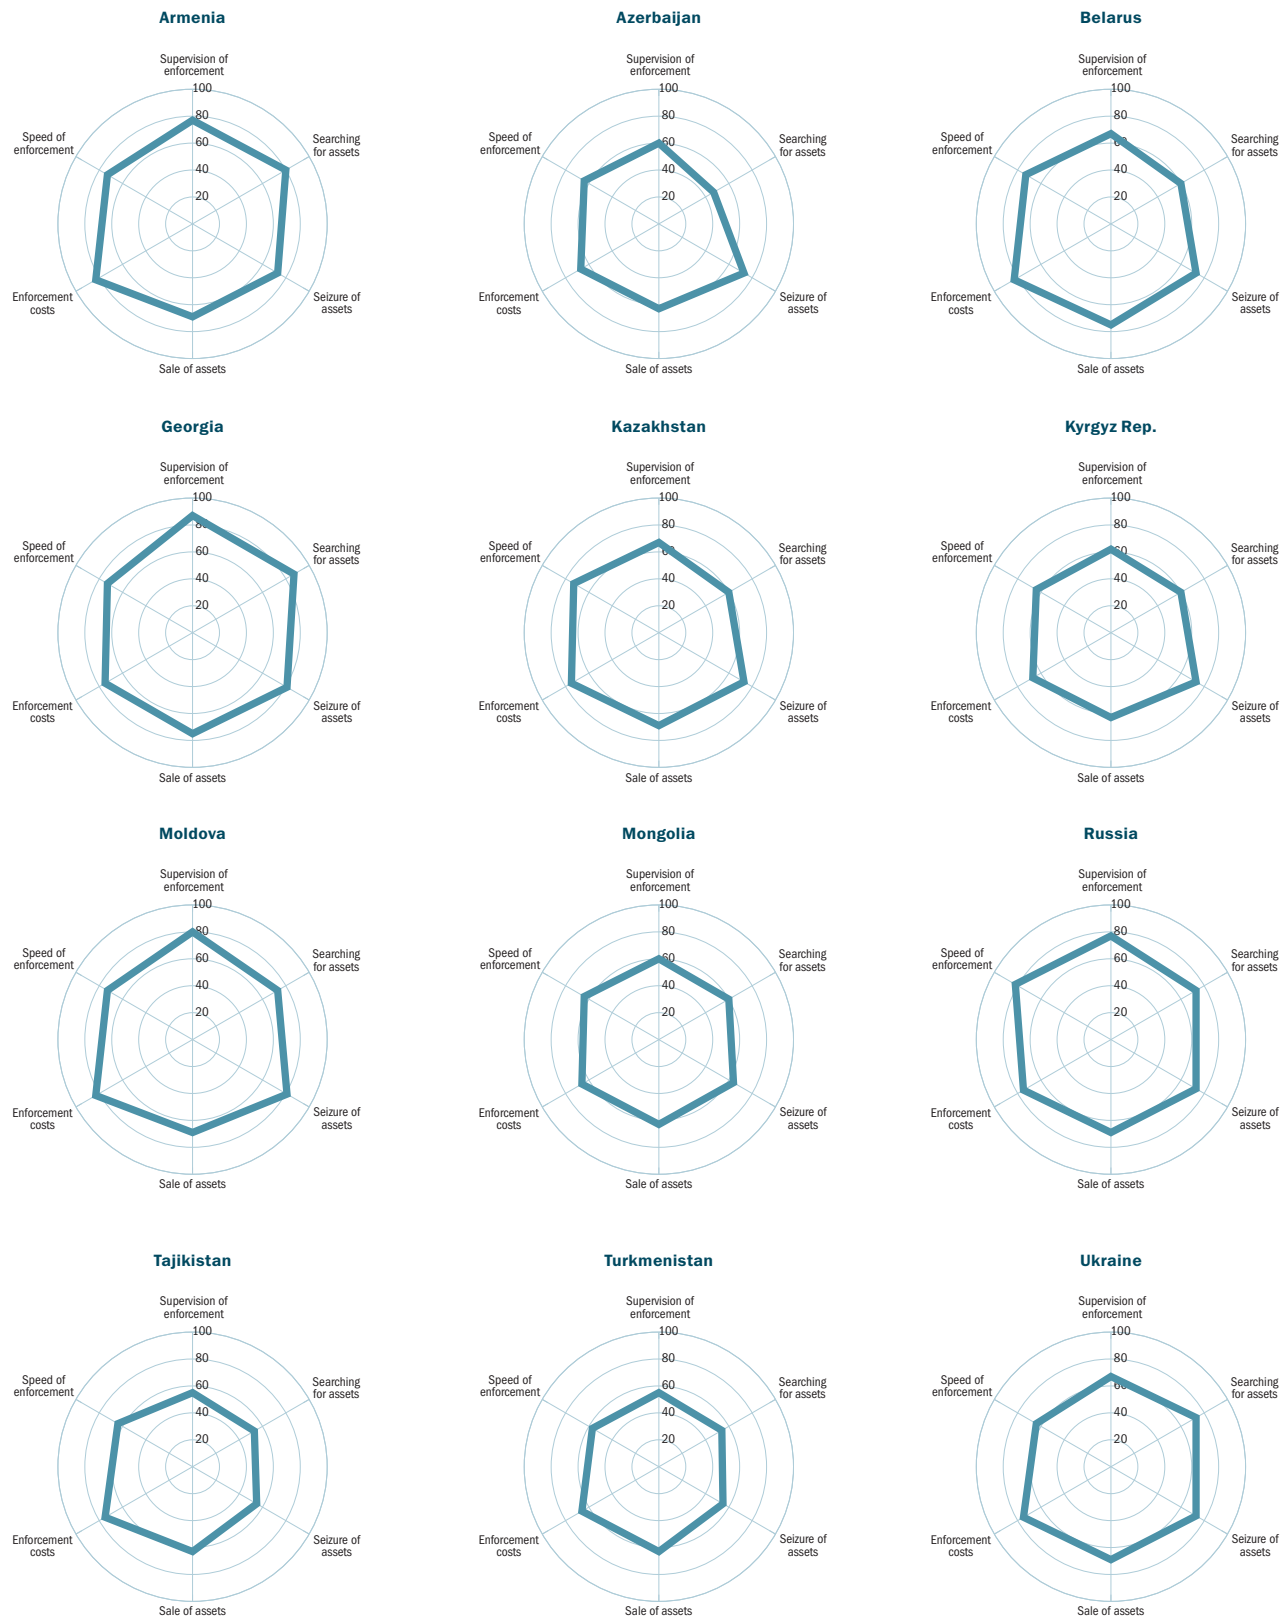 Armenia
Supervision of
enforcement
100
80
60
40
20
Searching
for assets
Seizure of
assets
Sale of assets
Enforcement
costs
Speed of
enforcement
Azerbaijan
Supervision of
enforcement
100
80
60
40
20
Searching
for assets
Seizure of
assets
Sale of assets
Enforcement
costs
Speed of
enforcement
Belarus
Supervision of
enforcement
100
80
60
40
20
Searching
for assets
Seizure of
assets
Sale of assets
Enforcement
costs
Speed of
enforcement
Georgia
Supervision of
enforcement
100
80
60
40
20
Searching
for assets
Seizure of
assets
Sale of assets
Enforcement
costs
Speed of
enforcement
Kazakhstan
Supervision of
enforcement
100
80
60
40
20
Searching
for assets
Seizure of
assets
Sale of assets
Enforcement
costs
Speed of
enforcement
Kyrgyz Rep.
Supervision of
enforcement
100
80
60
40
20
Searching
for assets
Seizure of
assets
Sale of assets
Enforcement
costs
Speed of
enforcement
Moldova
Supervision of
enforcement
100
80
60
40
20
Searching
for assets
Seizure of
assets
Sale of assets
Enforcement
costs
Speed of
enforcement
Mongolia
Supervision of
enforcement
100
80
60
40
20
Searching
for assets
Seizure of
assets
Sale of assets
Enforcement
costs
Speed of
enforcement
Russia
Supervision of
enforcement
100
80
60
40
20
Searching
for assets
Seizure of
assets
Sale of assets
Enforcement
costs
Speed of
enforcement
Tajikistan
Supervision of
enforcement
100
80
60
40
20
Searching
for assets
Seizure of
assets
Sale of assets
Enforcement
costs
Speed of
enforcement
Turkmenistan
Supervision of
enforcement
100
80
60
40
20
Searching
for assets
Seizure of
assets
Sale of assets
Enforcement
costs
Speed of
enforcement
Ukraine
Supervision of
enforcement
100
80
60
40
20
Searching
for assets
Seizure of
assets
Sale of assets
Enforcement
costs
Speed of
enforcement